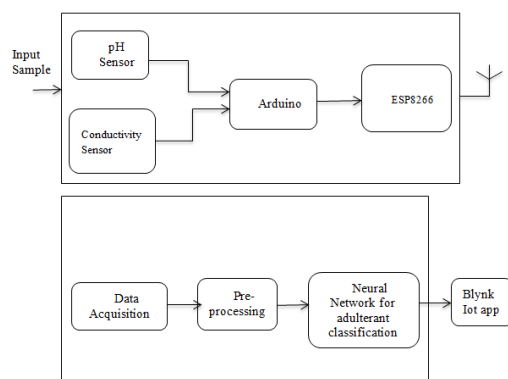 Input
Sample
pH
Sensor
Conductivity
Sensor
Arduino
ESP8266
Data
Acquisition
Pre-
processing
Neural
Network for
adulterant
classification
Blynk
Iot app